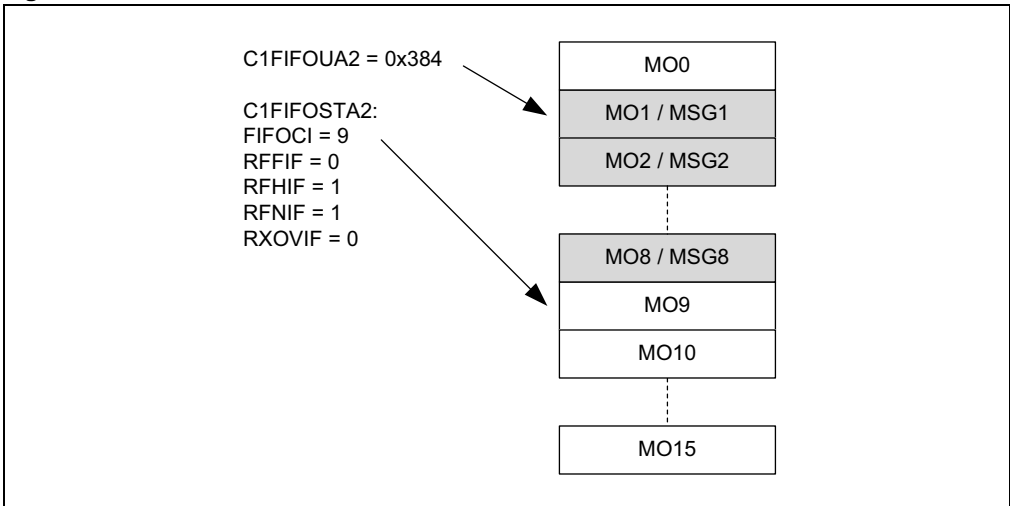 C1FIFOUA2 = 0x384
C1FIFOSTA2:
FIFOCI = 9
RFFIF = 0
RFHIF = 1
RFNIF = 1
RXOVIF = 0
MO0
MO1 / MSG1
MO2 / MSG2
MO8 / MSG8
MO9
MO10
MO15